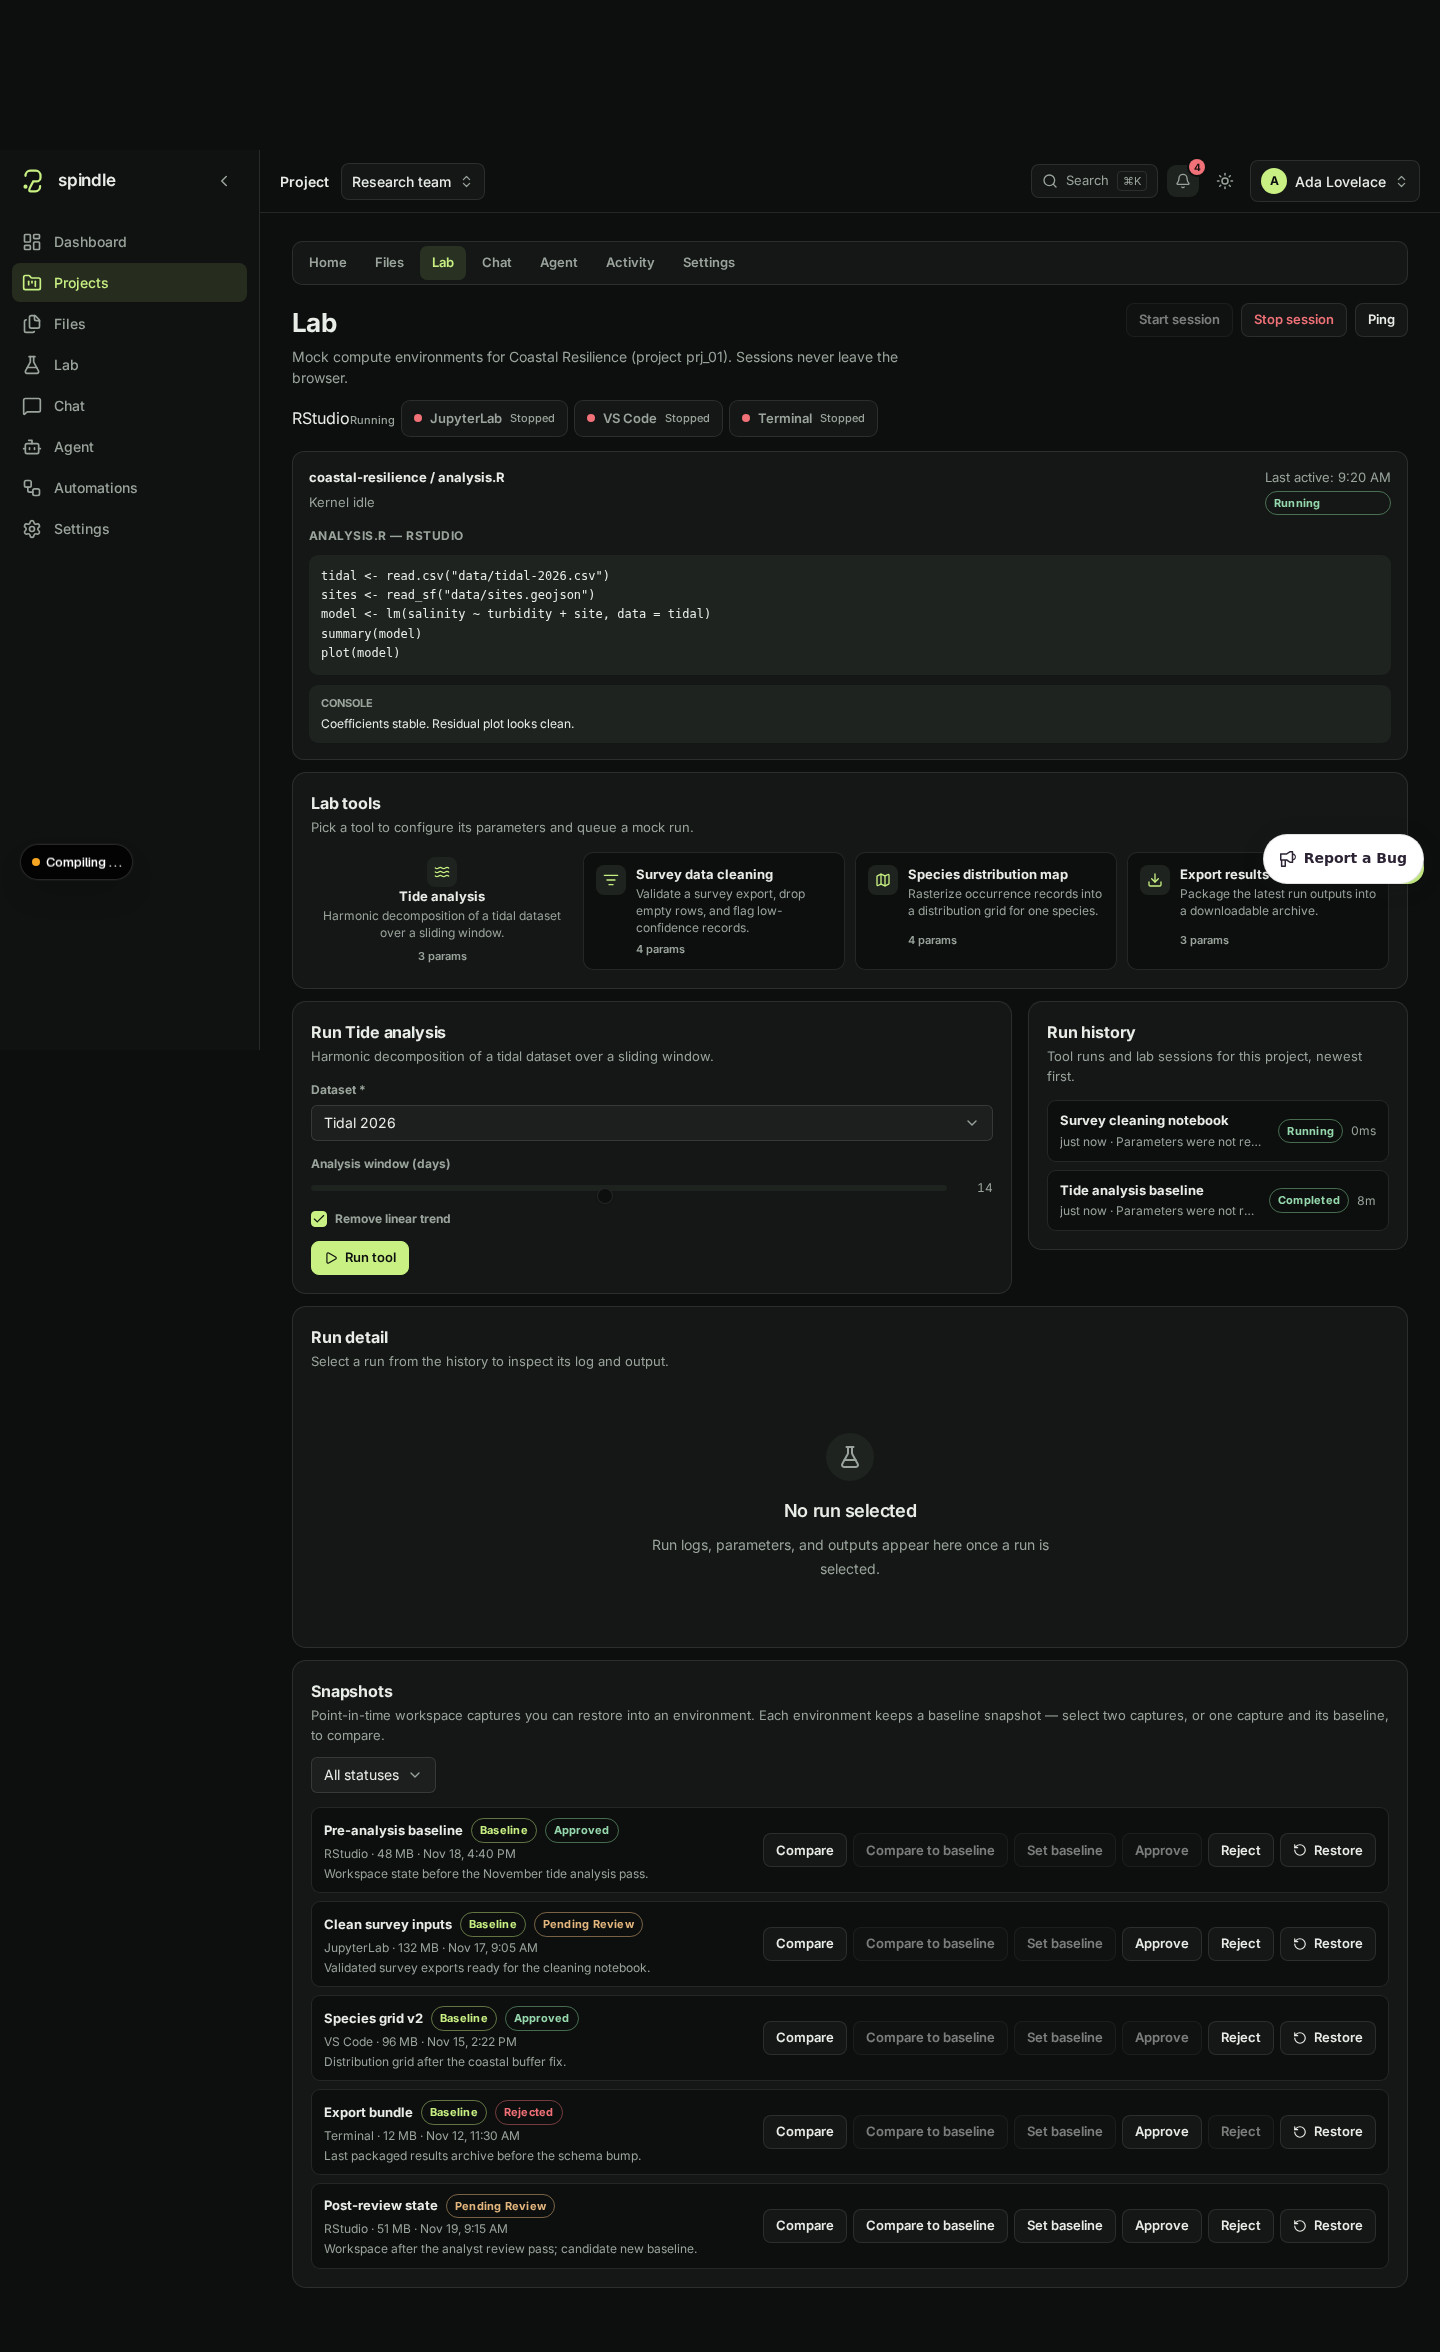 spindle
Project
Research team
Search
⌘K
4
A
Ada Lovelace
Dashboard
Projects
Files
Lab
Chat
Agent
Automations
Settings
Compiling ...
Home
Files
Lab
Chat
Agent
Activity
Settings
Lab
Start session
Stop session
Ping
Mock compute environments for Coastal Resilience (project prj_01). Sessions never leave the
browser.
RStudio Running
JupyterLab Stopped
VS Code Stopped
Terminal Stopped
coastal-resilience / analysis.R
Last active: 9:20 AM
Kernel idle
Running
ANALYSIS.R — RSTUDIO
tidal <- read.csv("data/tidal-2026.csv")
sites <- read_sf("data/sites.geojson")
model <- lm(salinity ~ turbidity + site, data = tidal)
summary(model)
plot(model)
CONSOLE
Coefficients stable. Residual plot looks clean.
Lab tools
Pick a tool to configure its parameters and queue a mock run.
Tide analysis
Harmonic decomposition of a tidal dataset
over a sliding window.
3 params
Survey data cleaning
Validate a survey export, drop
empty rows, and flag low-
confidence records.
4 params
Species distribution map
Rasterize occurrence records into
a distribution grid for one species.
4 params
Export results
Package the latest run outputs into
a downloadable archive.
3 params
Report a Bug
Run Tide analysis
Harmonic decomposition of a tidal dataset over a sliding window.
Dataset *
Tidal 2026
Analysis window (days)
14
Remove linear trend
Run tool
Run history
Tool runs and lab sessions for this project, newest
first.
Survey cleaning notebook
just now · Parameters were not re...
Running
0ms
Tide analysis baseline
just now · Parameters were not r...
Completed
8m
Run detail
Select a run from the history to inspect its log and output.
No run selected
Run logs, parameters, and outputs appear here once a run is
selected.
Snapshots
Point-in-time workspace captures you can restore into an environment. Each environment keeps a baseline snapshot — select two captures, or one capture and its baseline,
to compare.
All statuses
Pre-analysis baseline Baseline Approved
RStudio · 48 MB · Nov 18, 4:40 PM
Workspace state before the November tide analysis pass.
Compare Compare to baseline Set baseline Approve Reject Restore
Clean survey inputs Baseline Pending Review
JupyterLab · 132 MB · Nov 17, 9:05 AM
Validated survey exports ready for the cleaning notebook.
Compare Compare to baseline Set baseline Approve Reject Restore
Species grid v2 Baseline Approved
VS Code · 96 MB · Nov 15, 2:22 PM
Distribution grid after the coastal buffer fix.
Compare Compare to baseline Set baseline Approve Reject Restore
Export bundle Baseline Rejected
Terminal · 12 MB · Nov 12, 11:30 AM
Last packaged results archive before the schema bump.
Compare Compare to baseline Set baseline Approve Reject Restore
Post-review state Pending Review
RStudio · 51 MB · Nov 19, 9:15 AM
Workspace after the analyst review pass; candidate new baseline.
Compare Compare to baseline Set baseline Approve Reject Restore